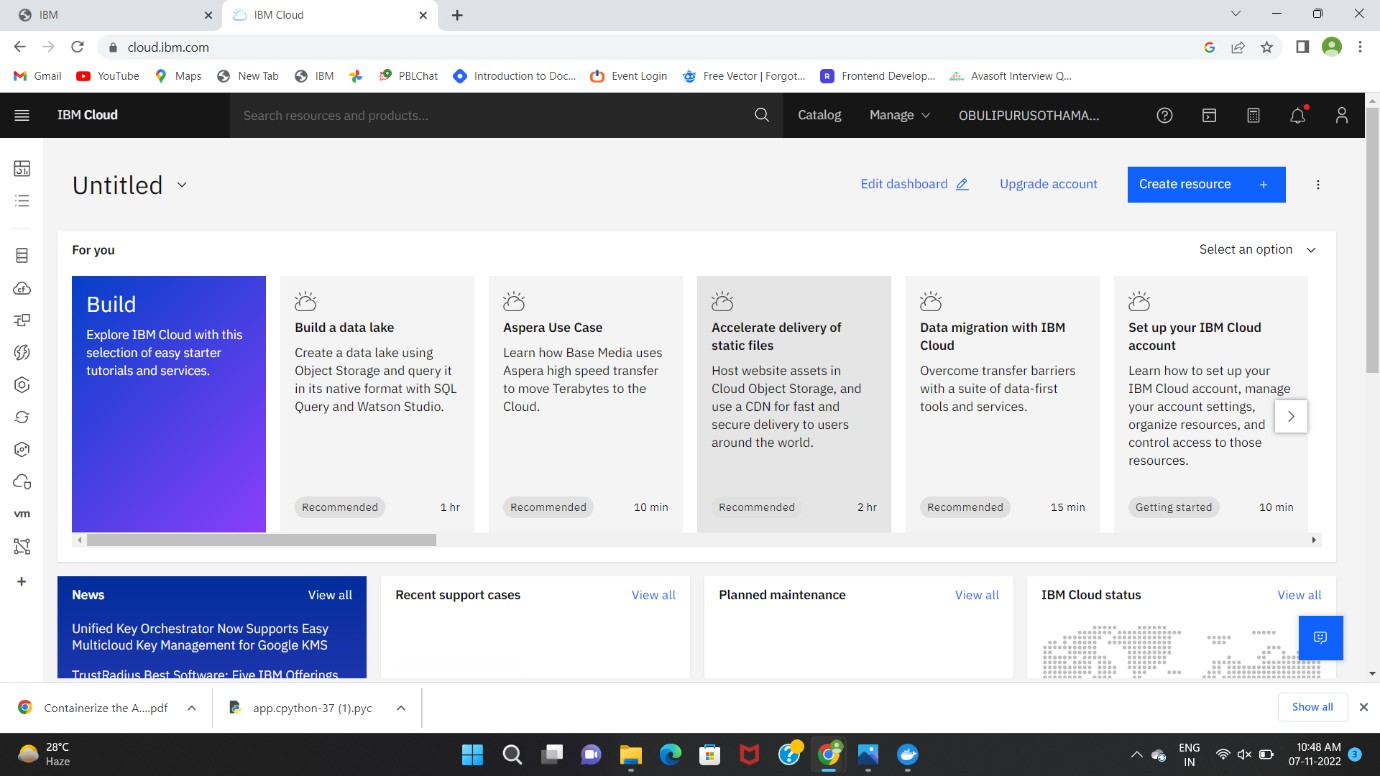 IBM
IBM Cloud
cloud.ibm.com
Gmail YouTube Maps New Tab IBM PBLChat Introduction to Doc... Event Login Free Vector | Forgot... Frontend Develop... Avasoft Interview Q...
IBM Cloud
Search resources and products...
Catalog
Manage
OBULIPURUSOTHAMA...
Untitled
Edit dashboard
Upgrade account
Create resource +
For you
Select an option
Build
Explore IBM Cloud with this
selection of easy starter
tutorials and services.
Build a data lake
Create a data lake using
Object Storage and query it
in its native format with SQL
Query and Watson Studio.
Recommended 1 hr
Aspera Use Case
Learn how Base Media uses
Aspera high speed transfer
to move Terabytes to the
Cloud.
Recommended 10 min
Accelerate delivery of
static files
Host website assets in
Cloud Object Storage, and
use a CDN for fast and
secure delivery to users
around the world.
Recommended 2 hr
Data migration with IBM
Cloud
Overcome transfer barriers
with a suite of data-first
tools and services.
Recommended 15 min
Set up your IBM Cloud
account
Learn how to set up your
IBM Cloud account, manage
your account settings,
organize resources, and
control access to those
resources.
Getting started 10 min
vm
News View all
Unified Key Orchestrator Now Supports Easy
Multicloud Key Management for Google KMS
TrustRadius Best Software: Five IBM Offerings
Recent support cases View all
Planned maintenance View all
IBM Cloud status View all
Containerize the A....pdf
app.cpython-37 (1).pyc
Show all
28°C
Haze
ENG
IN
10:48 AM
07-11-2022
3